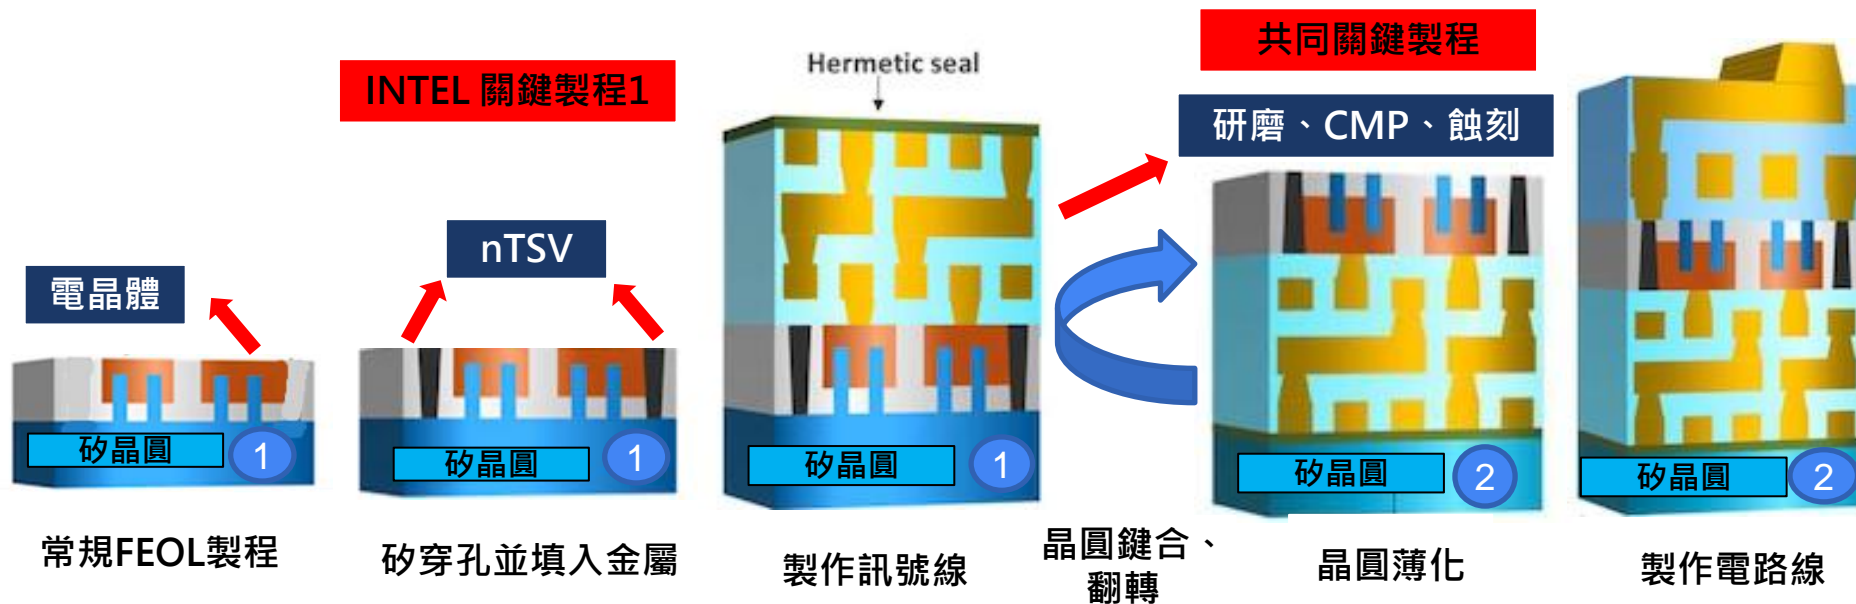 INTEL 關鍵製程1
Hermetic seal
共同關鍵製程
研磨、CMP、蝕刻
nTSV
電晶體
矽晶圓
1
矽晶圓
1
矽晶圓
1
矽晶圓
2
矽晶圓
2
常規FEOL製程
矽穿孔並填入金屬
製作訊號線
晶圓鍵合、
翻轉
晶圓薄化
製作電路線